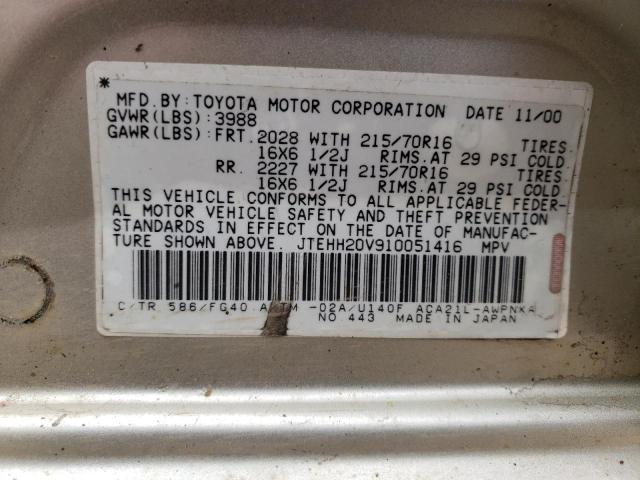 *
MFD.BY:TOYOTA MOTOR CORPORATION DATE 11/00
GVWR(LBS):3988
GAWR(LBS):FRT.2028 WITH 215/70R16 TIRES.
16X6 1/2J RIMS.AT 29 PSI COLD.
RR. 2227 WITH 215/70R16 TIRES.
16X6 1/2J RIMS.AT 29 PSI COLD.
THIS VEHICLE CONFORMS TO ALL APPLICABLE FEDER-
AL MOTOR VEHICLE SAFETY AND THEFT PREVENTION
STANDARDS IN EFFECT ON THE DATE OF MANUFAC-
TURE SHOWN ABOVE. JTEHH20V910051416 MPV
C/TR 586/FG40 -02A/U140F ACA21L-AWPNKA
NO 443 MADE IN JAPAN